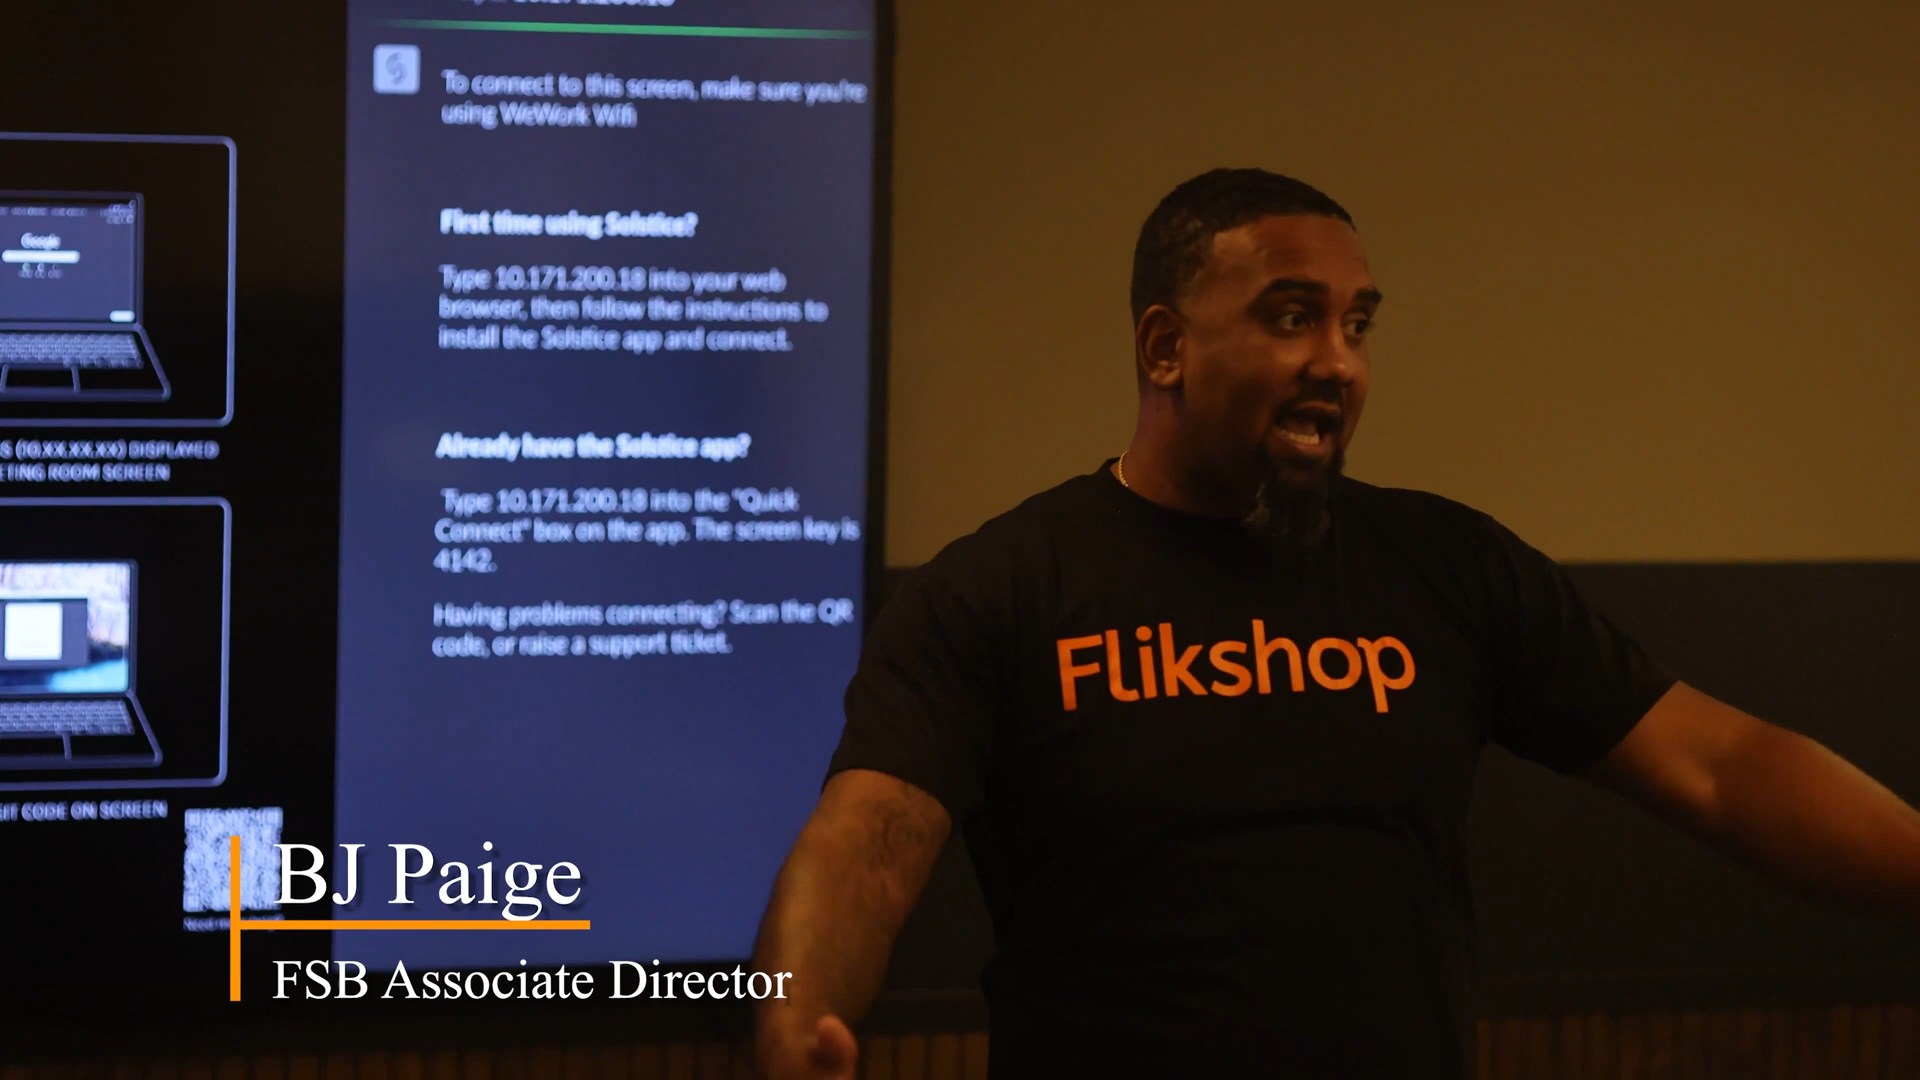 To connect to this screen, make sure you're
using WeWork Wifi
First time using Solstice?
Type 10.171.200.18 into your web
browser, then follow the instructions to
install the Solstice app and connect.
Already have the Solstice app?
Type 10.171.200.18 into the "Quick
Connect" box on the app. The screen key is
4142.
Having problems connecting? Scan the QR
code, or raise a support ticket.
Google
S (10.XX.XX.XX) DISPLAYED
ETING ROOM SCREEN
IT CODE ON SCREEN
Flikshop
BJ Paige
FSB Associate Director